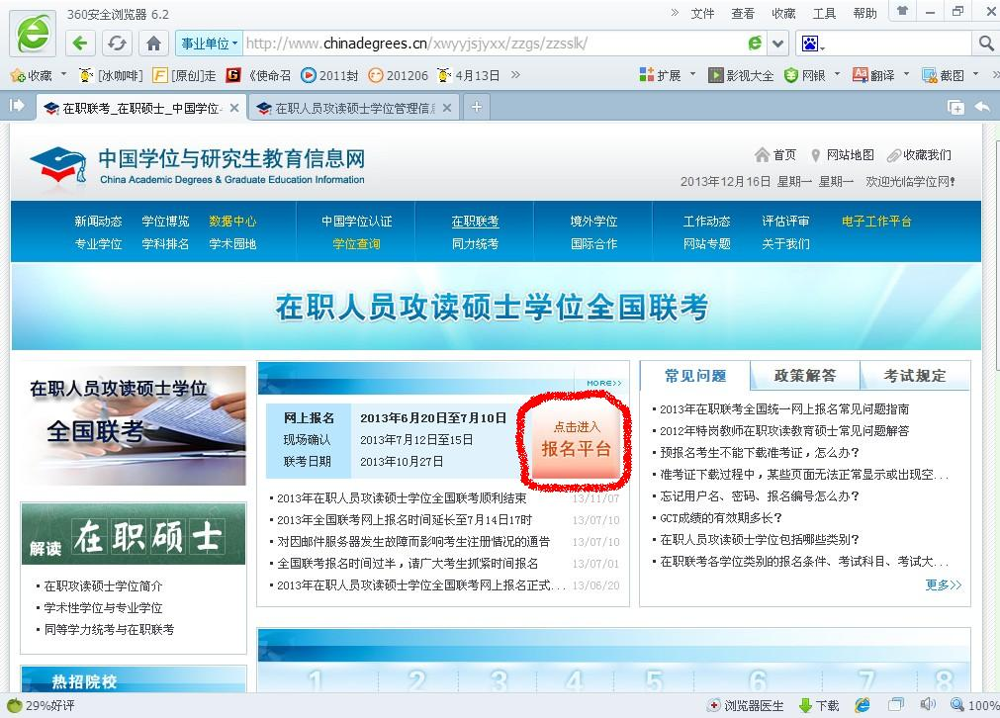 360安全浏览器 6.2
» 文件 查看 收藏 工具 帮助
事业单位
http://www.chinadegrees.cn/xwyyjsjyxx/zzgs/zzsslk/
收藏 [冰咖啡] [原创]走 《使命召 2011封 201206 4月13日 » 扩展 影视大全 网银 翻译 截图 »
在职联考_在职硕士_中国学位
在职人员攻读硕士学位管理信息
中国学位与研究生教育信息网
China Academic Degrees & Graduate Education Information
首页 网站地图 收藏我们
2013年12月16日 星期一 星期一 欢迎光临学位网!
新闻动态 学位博览 数据中心 中国学位认证 在职联考 境外学位 工作动态 评估评审 电子工作平台
专业学位 学科排名 学术园地 学位查询 同力统考 国际合作 网站专题 关于我们
在职人员攻读硕士学位全国联考
在职人员攻读硕士学位
全国联考
解读 在职硕士
· 在职攻读硕士学位简介
· 学术性学位与专业学位
· 同等学力统考与在职联考
热招院校
MORE>>
网上报名 2013年6月20日至7月10日
现场确认 2013年7月12日至15日
联考日期 2013年10月27日
点击进入
报名平台
· 2013年在职人员攻读硕士学位全国联考顺利结束 13/11/07
· 2013年全国联考网上报名时间延长至7月14日17时 13/07/10
· 对因邮件服务器发生故障而影响考生注册情况的通告 13/07/10
· 全国联考报名时间过半，请广大考生抓紧时间报名 13/07/01
· 2013年在职人员攻读硕士学位全国联考网上报名正式... 13/06/20
常见问题 政策解答 考试规定
· 2013年在职联考全国统一网上报名常见问题指南
· 2012年特岗教师在职攻读教育硕士常见问题解答
· 预报名考生不能下载准考证，怎么办?
· 准考证下载过程中，某些页面无法正常显示或出现空...
· 忘记用户名、密码、报名编号怎么办?
· GCT成绩的有效期多长?
· 在职人员攻读硕士学位包括哪些类别?
· 在职联考各学位类别的报名条件、考试科目、考试大...
更多>>
1 2 3 4 5 6 7 8
29%好评 浏览器医生 下载 100%